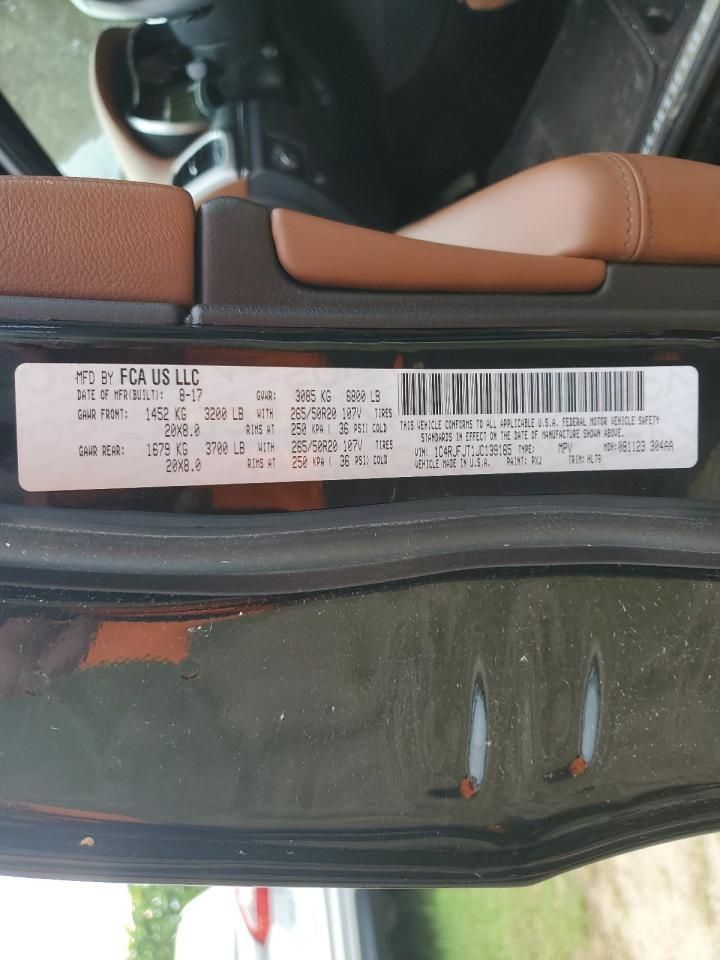 MFD BY FCA US LLC
DATE OF MFR(BUILT): 8-17 GVWR: 3085 KG 6800 LB
GAWR FRONT: 1452 KG 3200 LB WITH 265/50R20 107V TIRES
20X8.0 RIMS AT 250 KPA ( 36 PSI) COLD
GAWR REAR: 1679 KG 3700 LB WITH 265/50R20 107V TIRES
20X8.0 RIMS AT 250 KPA ( 36 PSI) COLD
THIS VEHICLE CONFORMS TO ALL APPLICABLE U.S.A. FEDERAL MOTOR VEHICLE SAFETY
STANDARDS IN EFFECT ON THE DATE OF MANUFACTURE SHOWN ABOVE.
VIN: 1C4RJFJT1JC139165 TYPE: MPV MDH:081123 304AA
VEHICLE MADE IN U.S.A. PAINT: PXJ TRIM: HLT9